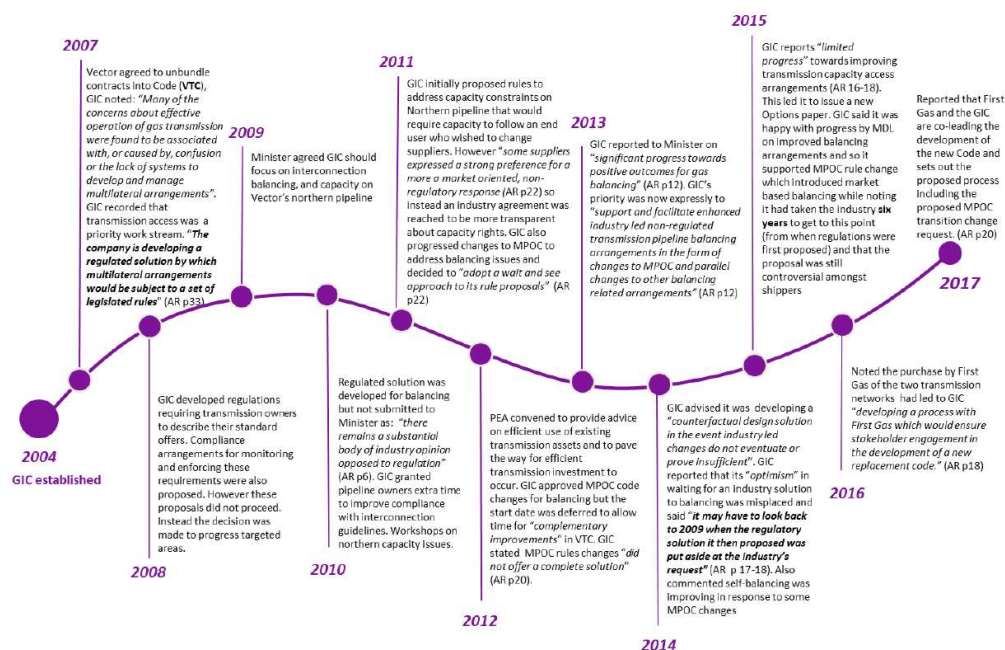 2004
GIC established
2007
Vector agreed to unbundle
contracts into Code (VTC),
GIC noted: “Many of the
concerns about effective
operation of gas transmission
were found to be associated
with, or caused by, confusion
or the lack of systems to
develop and manage
multilateral arrangements”.
GIC recorded that
transmission access was a
priority work stream. “The
company is developing a
regulated solution by which
multilateral arrangements
would be subject to a set of
legislated rules” (AR p33)
GIC developed regulations
requiring transmission owners
to describe their standard
offers. Compliance
arrangements for monitoring
and enforcing these
requirements were also
proposed. However these
proposals did not proceed.
Instead the decision was
made to progress targeted
areas.
2008
2009
Minister agreed GIC should
focus on interconnection
balancing, and capacity on
Vector’s northern pipeline
Regulated solution was
developed for balancing
but not submitted to
Minister as: “there
remains a substantial
body of industry opinion
opposed to regulation”
(AR p6). GIC granted
pipeline owners extra time
to improve compliance
with interconnection
guidelines. Workshops on
northern capacity issues.
2010
2011
GIC initially proposed rules to
address capacity constraints on
Northern pipeline that would
require capacity to follow an end
user who wished to change
suppliers. However “some suppliers
expressed a strong preference for a
more a market oriented, non-
regulatory response (AR p22) so
instead an industry agreement was
reached to be more transparent
about capacity rights. GIC also
progressed changes to MPOC to
address balancing issues and
decided to “adopt a wait and see
approach to its rule proposals” (AR
p22)
PEA convened to provide advice
on efficient use of existing
transmission assets and to pave
the way for efficient
transmission investment to
occur. GIC approved MPOC code
changes for balancing but the
start date was deferred to allow
time for “complementary
improvements” in VTC. GIC
stated MPOC rules changes “did
not offer a complete solution”
(AR p20).
2012
2013
GIC reported to Minister on
“significant progress towards
positive outcomes for gas
balancing” (AR p12). GIC’s
priority was now expressly to
“support and facilitate enhanced
industry led non-regulated
transmission pipeline balancing
arrangements in the form of
changes to MPOC and parallel
changes to other balancing
related arrangements” (AR p12)
GIC advised it was developing a
“counterfactual design solution
in the event industry led
changes do not eventuate or
prove insufficient”. GIC
reported that its “optimism” in
waiting for an industry solution
to balancing was misplaced and
said “it may have to look back
to 2009 when the regulatory
solution it then proposed was
put aside at the industry’s
request” (AR p 17-18). Also
commented self-balancing was
improving in response to some
MPOC changes
2014
2015
GIC reports “limited
progress” towards improving
transmission capacity access
arrangements (AR 16-18).
This led it to issue a new
Options paper. GIC said it was
happy with progress by MDL
on improved balancing
arrangements and so it
supported MPOC rule change
which introduced market
based balancing while noting
it had taken the industry six
years to get to this point
(from when regulations were
first proposed) and that the
proposal was still
controversial amongst
shippers
Noted the purchase by First
Gas of the two transmission
networks had led to GIC
“developing a process with
First Gas which would ensure
stakeholder engagement in
the development of a new
replacement code.” (AR p18)
2016
Reported that First
Gas and the GIC
are co-leading the
development of
the new Code and
sets out the
proposed process
including the
proposed MPOC
transition change
request. (AR p20)
2017